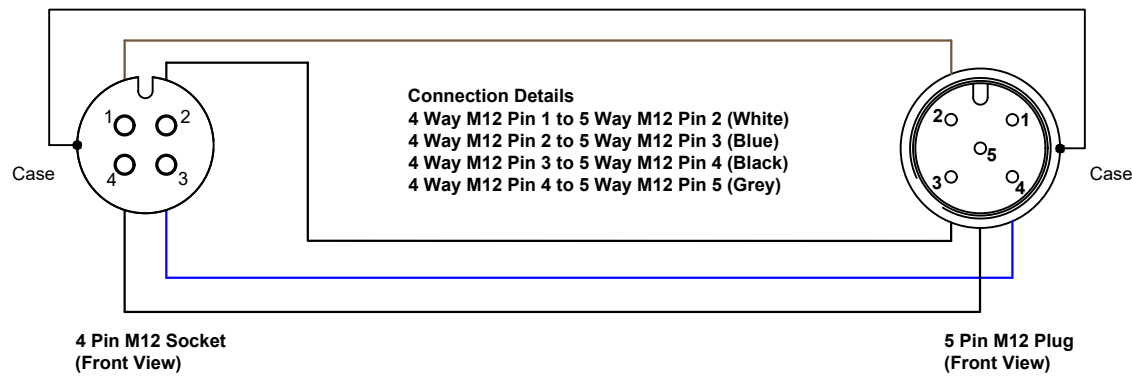 Connection Details
4 Way M12 Pin 1 to 5 Way M12 Pin 2 (White)
4 Way M12 Pin 2 to 5 Way M12 Pin 3 (Blue)
4 Way M12 Pin 3 to 5 Way M12 Pin 4 (Black)
4 Way M12 Pin 4 to 5 Way M12 Pin 5 (Grey)
1 2
4 3
Case
2 1
5
3 4
Case
4 Pin M12 Socket
(Front View)
5 Pin M12 Plug
(Front View)